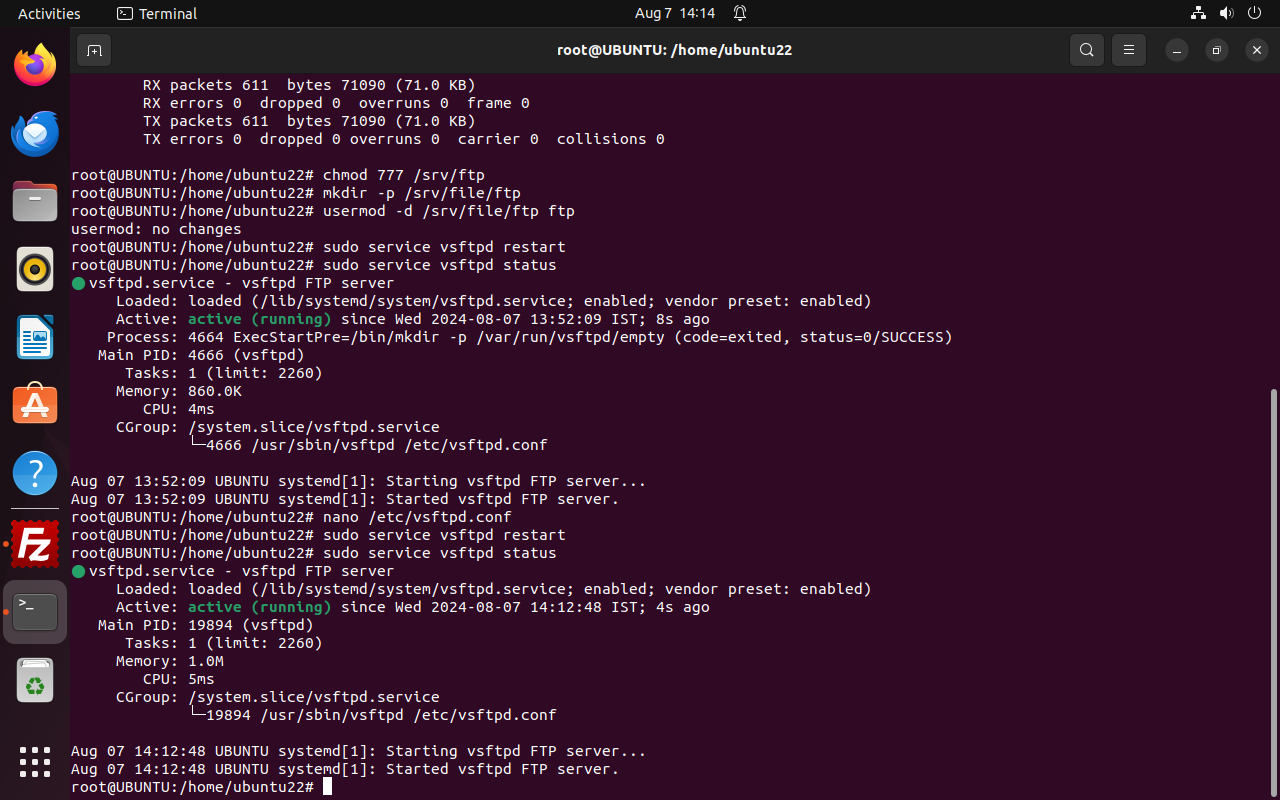 Activities Terminal Aug 7 14:14
root@UBUNTU: /home/ubuntu22
RX packets 611  bytes 71090 (71.0 KB)
RX errors 0  dropped 0  overruns 0  frame 0
TX packets 611  bytes 71090 (71.0 KB)
TX errors 0  dropped 0 overruns 0  carrier 0  collisions 0
root@UBUNTU:/home/ubuntu22# chmod 777 /srv/ftp
root@UBUNTU:/home/ubuntu22# mkdir -p /srv/file/ftp
root@UBUNTU:/home/ubuntu22# usermod -d /srv/file/ftp ftp
usermod: no changes
root@UBUNTU:/home/ubuntu22# sudo service vsftpd restart
root@UBUNTU:/home/ubuntu22# sudo service vsftpd status
vsftpd.service - vsftpd FTP server
Loaded: loaded (/lib/systemd/system/vsftpd.service; enabled; vendor preset: enabled)
Active: active (running) since Wed 2024-08-07 13:52:09 IST; 8s ago
Process: 4664 ExecStartPre=/bin/mkdir -p /var/run/vsftpd/empty (code=exited, status=0/SUCCESS)
Main PID: 4666 (vsftpd)
Tasks: 1 (limit: 2260)
Memory: 860.0K
CPU: 4ms
CGroup: /system.slice/vsftpd.service
└─4666 /usr/sbin/vsftpd /etc/vsftpd.conf
Aug 07 13:52:09 UBUNTU systemd[1]: Starting vsftpd FTP server...
Aug 07 13:52:09 UBUNTU systemd[1]: Started vsftpd FTP server.
root@UBUNTU:/home/ubuntu22# nano /etc/vsftpd.conf
root@UBUNTU:/home/ubuntu22# sudo service vsftpd restart
root@UBUNTU:/home/ubuntu22# sudo service vsftpd status
vsftpd.service - vsftpd FTP server
Loaded: loaded (/lib/systemd/system/vsftpd.service; enabled; vendor preset: enabled)
Active: active (running) since Wed 2024-08-07 14:12:48 IST; 4s ago
Main PID: 19894 (vsftpd)
Tasks: 1 (limit: 2260)
Memory: 1.0M
CPU: 5ms
CGroup: /system.slice/vsftpd.service
└─19894 /usr/sbin/vsftpd /etc/vsftpd.conf
Aug 07 14:12:48 UBUNTU systemd[1]: Starting vsftpd FTP server...
Aug 07 14:12:48 UBUNTU systemd[1]: Started vsftpd FTP server.
root@UBUNTU:/home/ubuntu22#